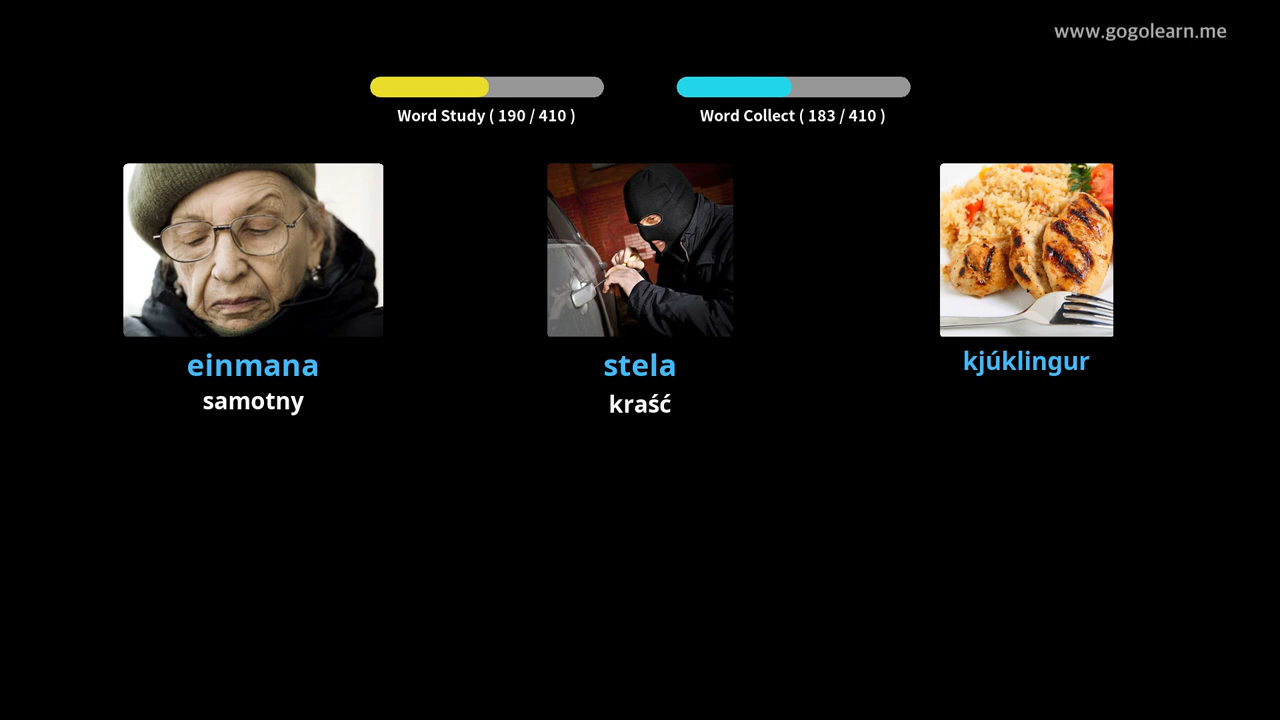 www.gogolearn.me
Word Study ( 190 / 410 )
Word Collect ( 183 / 410 )
einmana
samotny
stela
kraść
kjúklingur